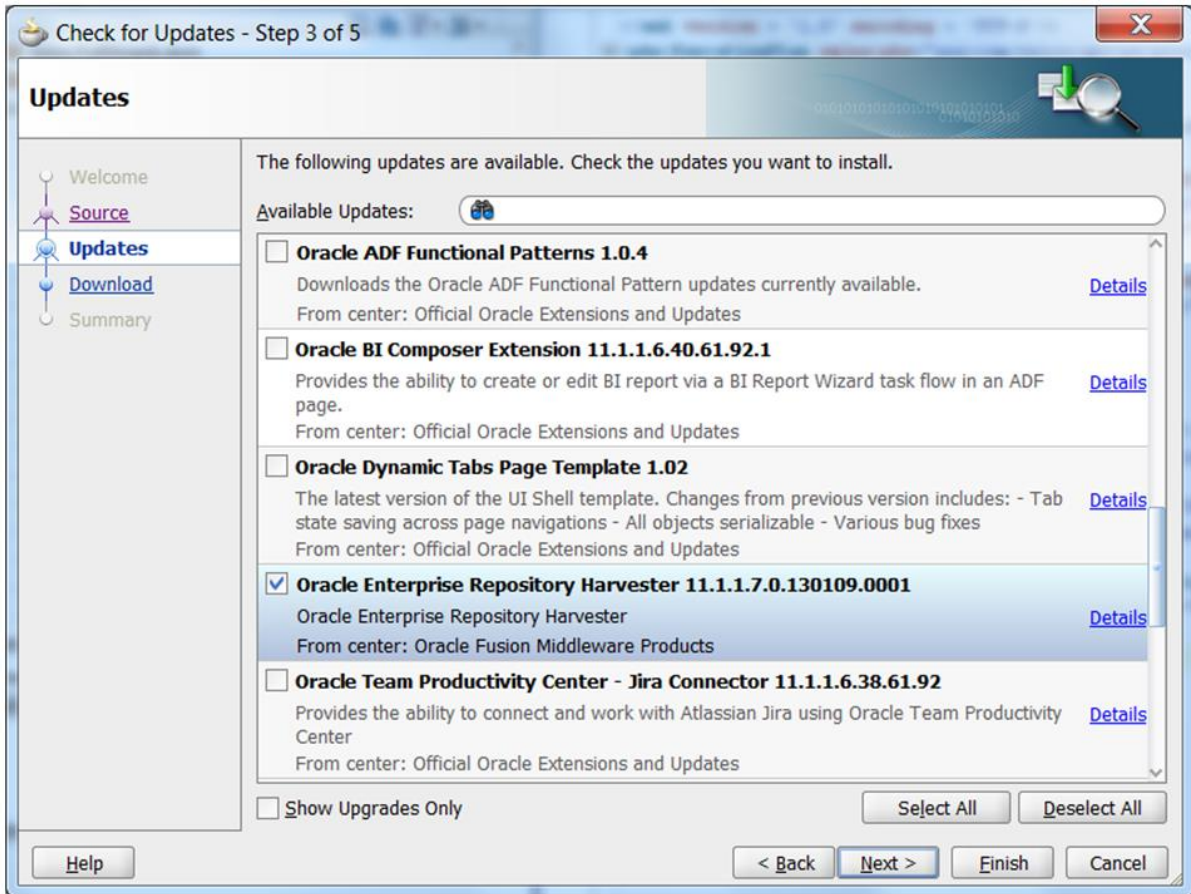 Check for Updates - Step 3 of 5
Updates
Welcome
Source
Updates
Download
Summary
The following updates are available. Check the updates you want to install.
Available Updates:
Oracle ADF Functional Patterns 1.0.4
Downloads the Oracle ADF Functional Pattern updates currently available.
Details
From center: Official Oracle Extensions and Updates
Oracle BI Composer Extension 11.1.1.6.40.61.92.1
Provides the ability to create or edit BI report via a BI Report Wizard task flow in an ADF
Details
page.
From center: Official Oracle Extensions and Updates
Oracle Dynamic Tabs Page Template 1.02
The latest version of the UI Shell template. Changes from previous version includes: - Tab
Details
state saving across page navigations - All objects serializable - Various bug fixes
From center: Official Oracle Extensions and Updates
Oracle Enterprise Repository Harvester 11.1.1.7.0.130109.0001
Oracle Enterprise Repository Harvester
Details
From center: Oracle Fusion Middleware Products
Oracle Team Productivity Center - Jira Connector 11.1.1.6.38.61.92
Provides the ability to connect and work with Atlassian Jira using Oracle Team Productivity
Details
Center
From center: Official Oracle Extensions and Updates
Show Upgrades Only
Select All
Deselect All
Help
< Back
Next >
Finish
Cancel